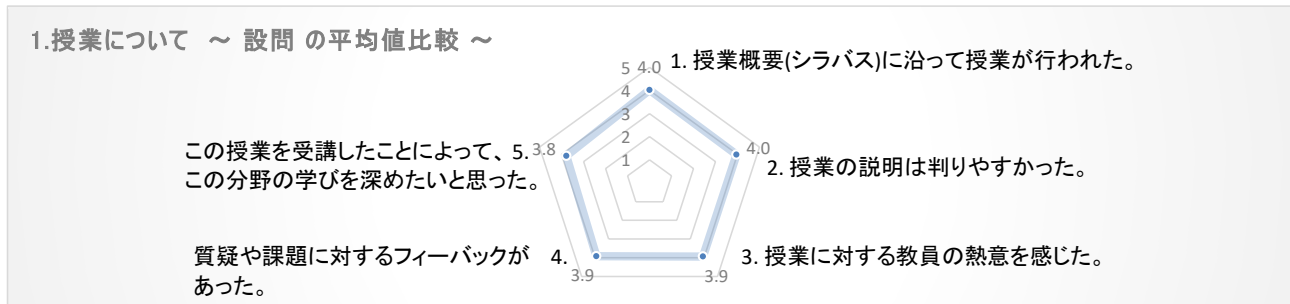 1.授業について ～ 設問 の平均値比較 ～
5 4.0
1. 授業概要(シラバス)に沿って授業が行われた。
4
3
2
1
4.0
2. 授業の説明は判りやすかった。
3.9
3. 授業に対する教員の熱意を感じた。
質疑や課題に対するフィーバックが 4.
あった。
3.9
この授業を受講したことによって、 5.
この分野の学びを深めたいと思った。
3.8